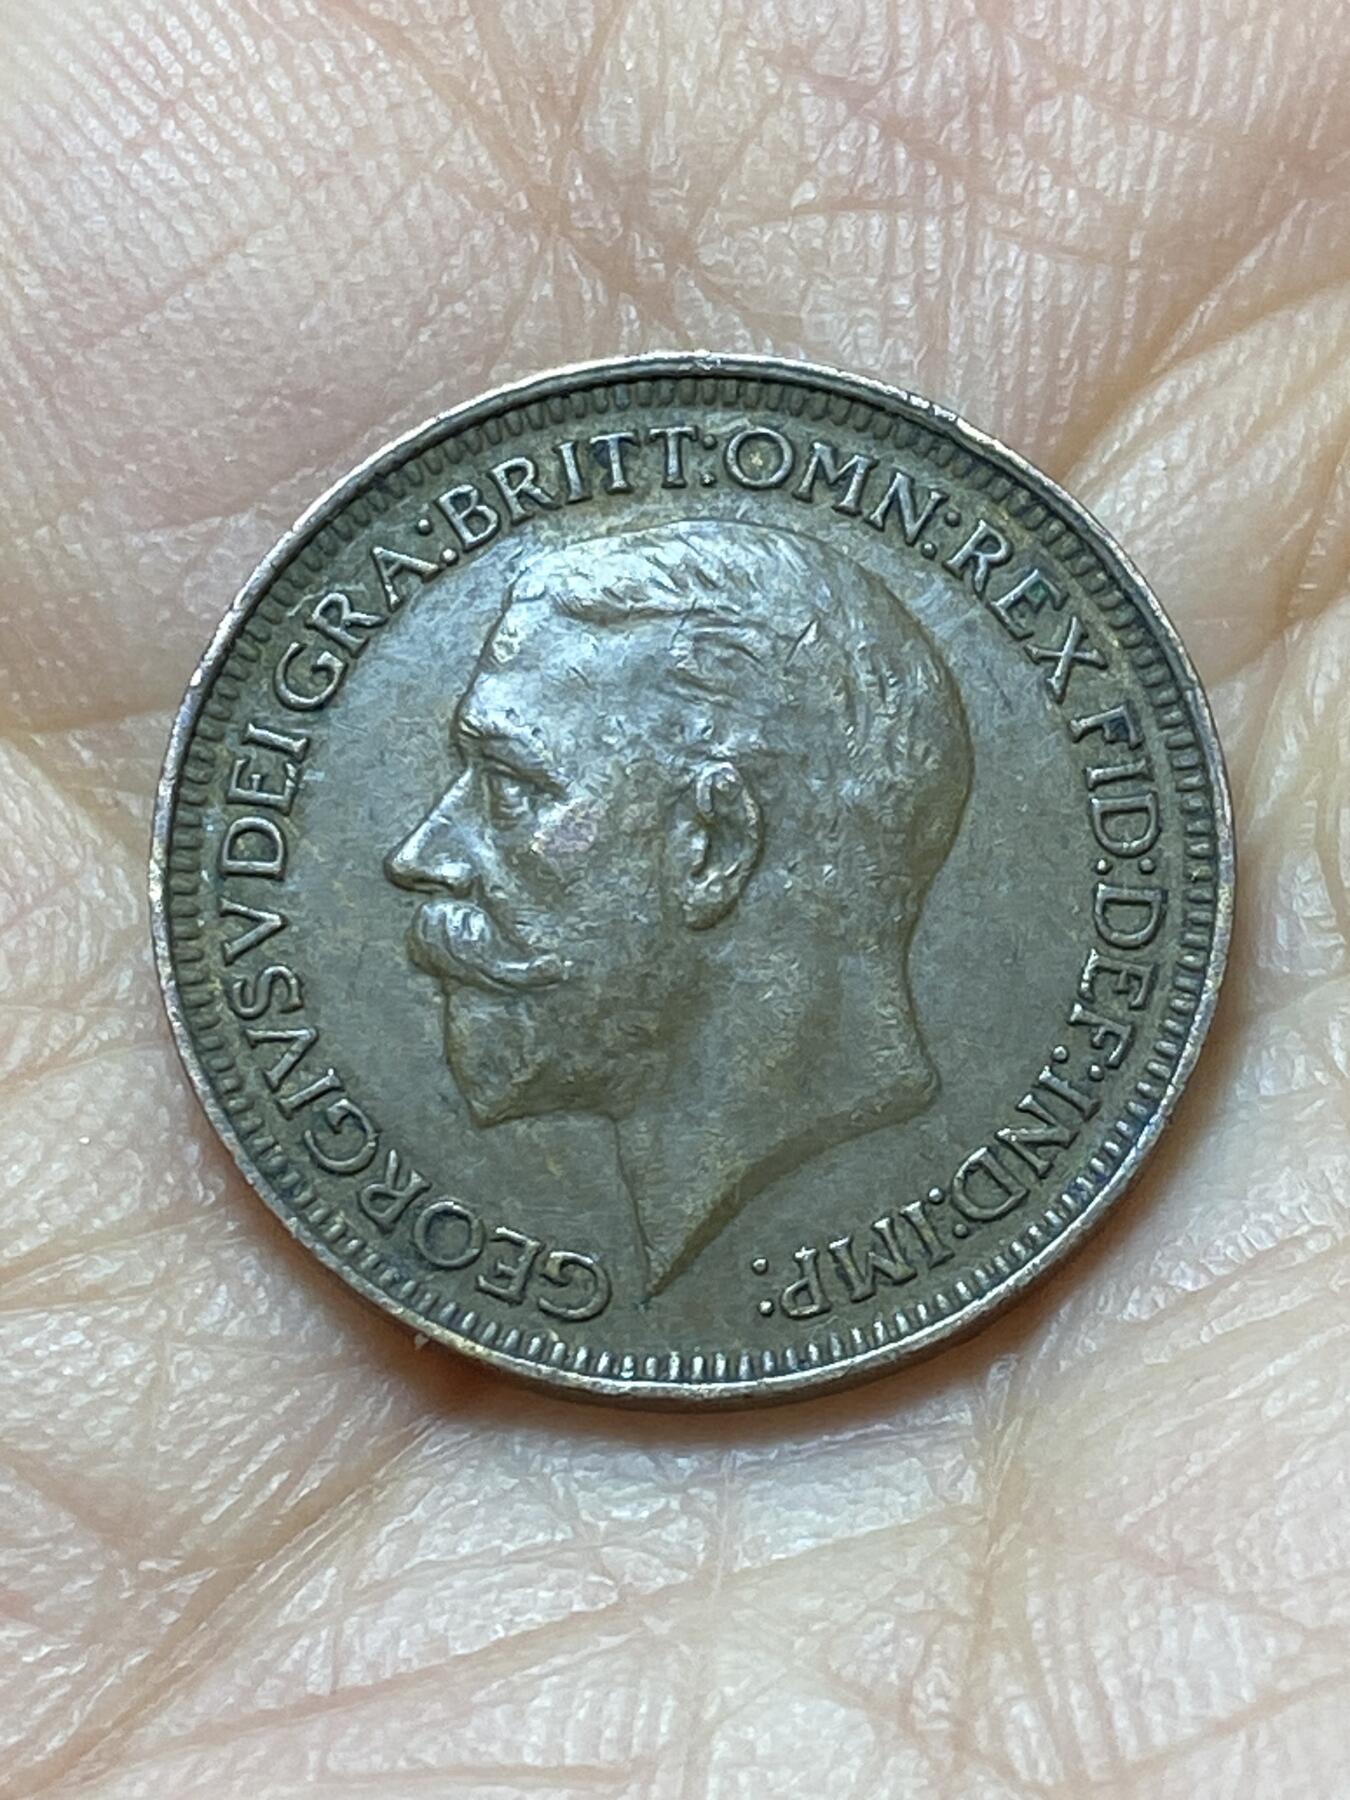 GEORGIVS V DEI GRA: BRITT: OMN: REX FID: DEF: IND: IMP: